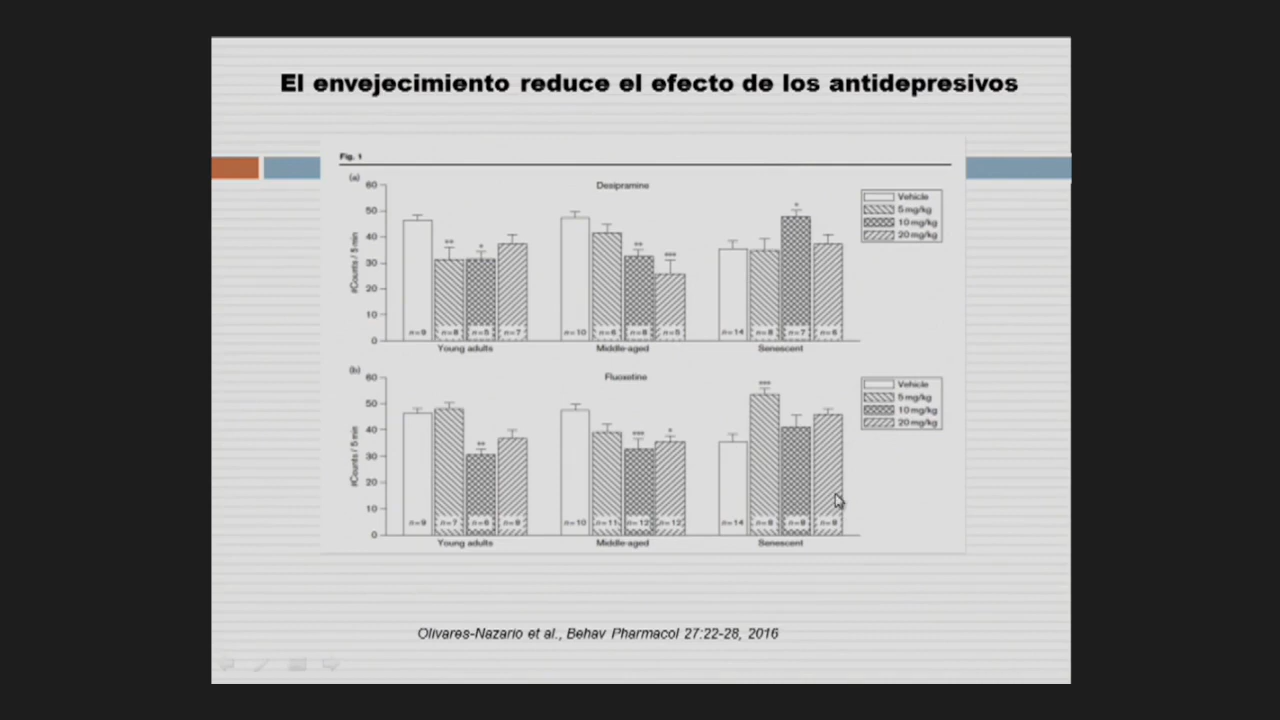 El envejecimiento reduce el efecto de los antidepresivos
Fig. 1
(a)
Desipramine
#Counts / 5 min
60
50
40
30
20
10
0
** * ** *** *
n=9 n=8 n=5 n=7 n=10 n=6 n=8 n=5 n=14 n=8 n=7 n=6
Young adults Middle-aged Senescent
Vehicle
5 mg/kg
10 mg/kg
20 mg/kg
(b)
Fluoxetine
#Counts / 5 min
60
50
40
30
20
10
0
** *** * ***
n=9 n=7 n=6 n=8 n=10 n=11 n=12 n=12 n=14 n=8 n=9 n=8
Young adults Middle-aged Senescent
Vehicle
5 mg/kg
10 mg/kg
20 mg/kg
Olivares-Nazario et al., Behav Pharmacol 27:22-28, 2016